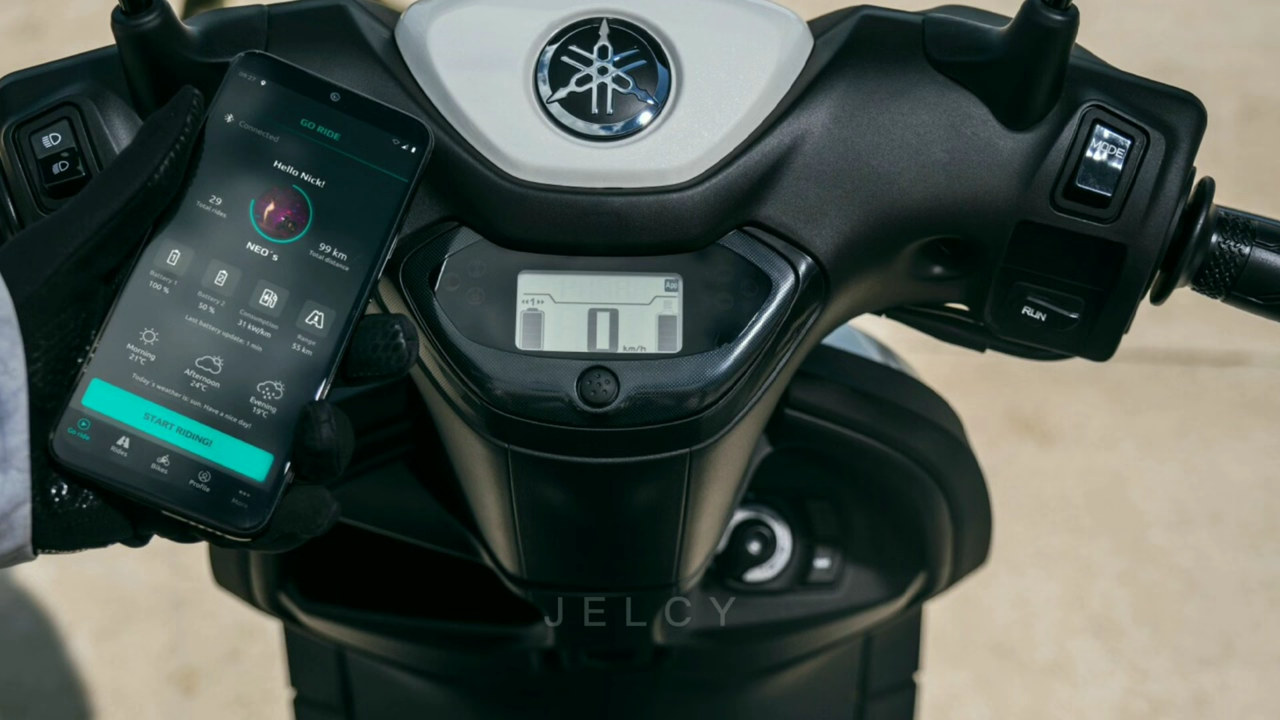 GO RIDE
Connected
Hello Nick!
29
Total rides
99 km
Total distance
NEO's
Battery 1
100 %
Battery 2
50 %
Consumption
31 kW/km
Range
55 km
Last battery update: 1 min
Morning
21°C
Afternoon
24°C
Evening
19°C
Today's weather is: sun. Have a nice day!
START RIDING!
Go ride
Rides
Bikes
Profile
1
0
km/h
MODE
RUN
JELCY